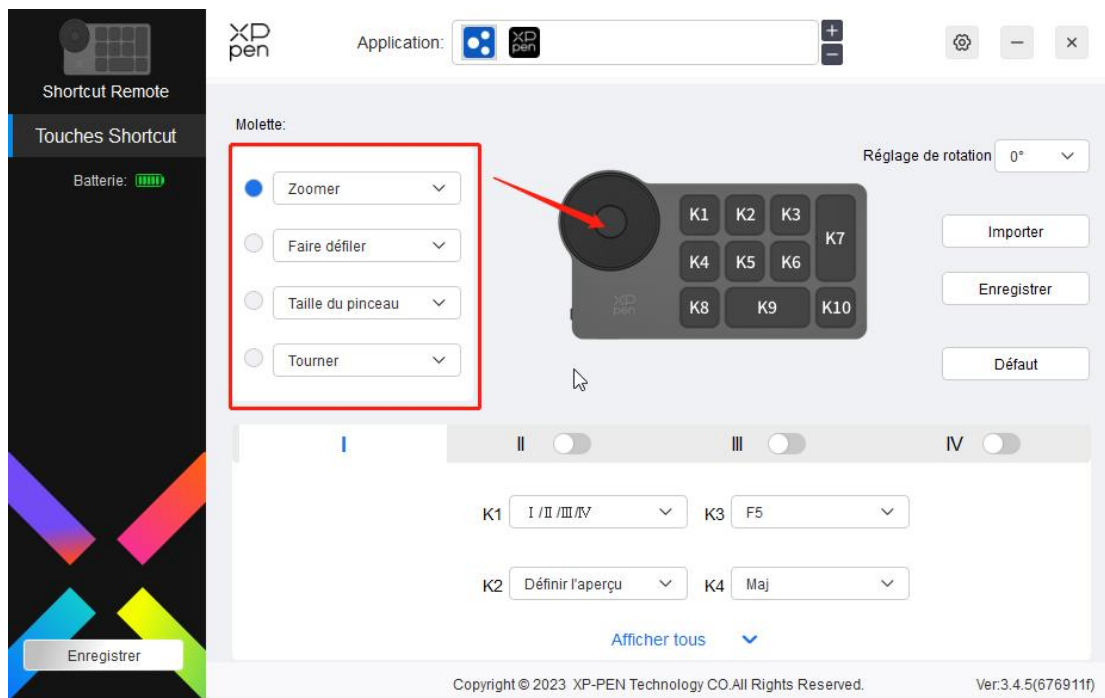 XP
pen
Application:
XP
pen
Shortcut Remote
Touches Shortcut
Batterie:
Molette:
Réglage de rotation 0°
Zoomer
Faire défiler
Taille du pinceau
Tourner
K1 K2 K3
K7
K4 K5 K6
K8 K9 K10
XP
pen
Importer
Enregistrer
Défaut
I II III IV
K1 I/II/III/IV K3 F5
K2 Définir l'aperçu K4 Maj
Afficher tous
Enregistrer
Copyright © 2023 XP-PEN Technology CO.All Rights Reserved. Ver:3.4.5(676911f)